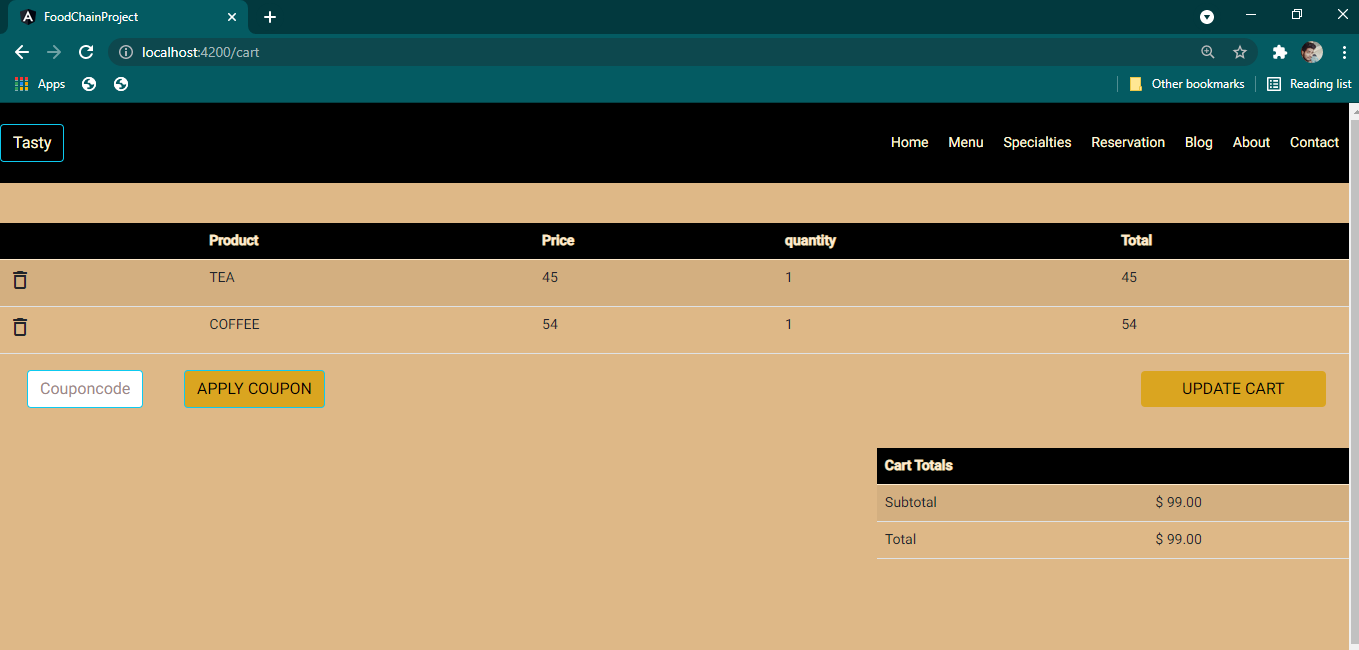 FoodChainProject
localhost:4200/cart
Apps
Other bookmarks
Reading list
Tasty
Home Menu Specialties Reservation Blog About Contact
Product Price quantity Total
TEA 45 1 45
COFFEE 54 1 54
Couponcode APPLY COUPON UPDATE CART
Cart Totals
Subtotal $ 99.00
Total $ 99.00